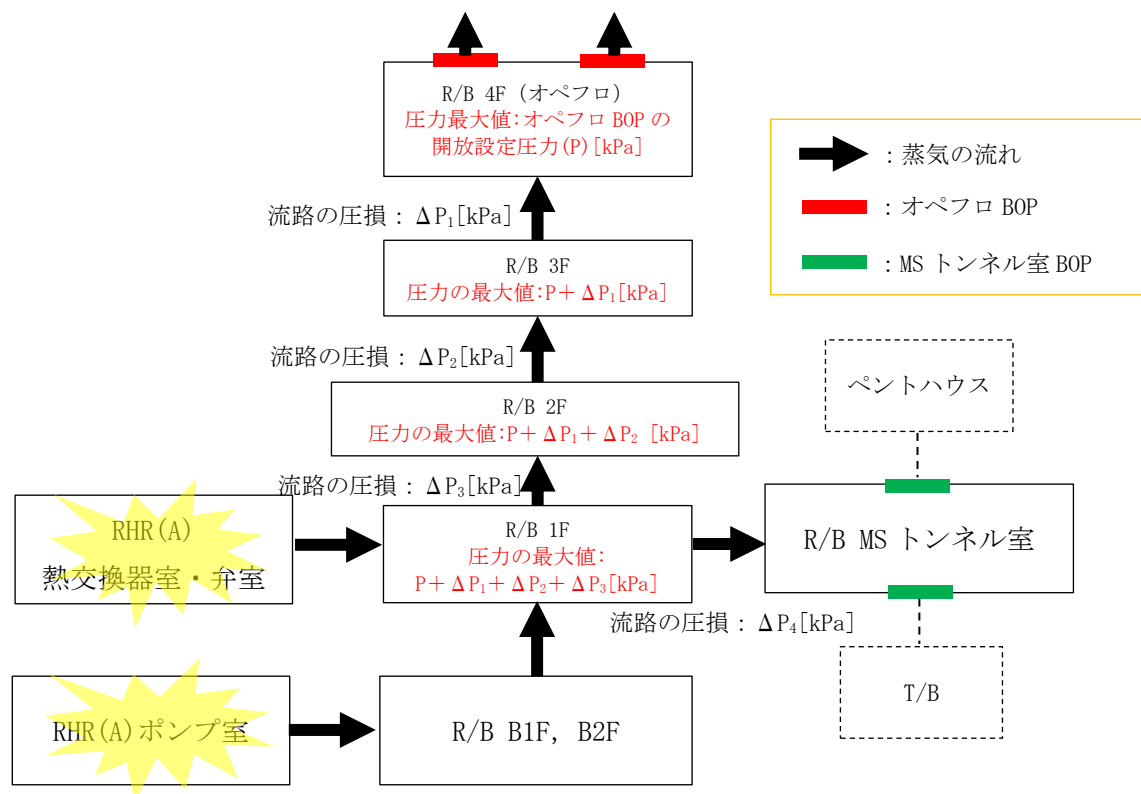 R/B 4F (オペフロ)
圧力最大値:オペフロ BOP の
開放設定圧力(P)[kPa]
流路の圧損：ΔP₁[kPa]
R/B 3F
圧力の最大値:P+ΔP₁[kPa]
流路の圧損：ΔP₂[kPa]
R/B 2F
圧力の最大値:P+ΔP₁+ΔP₂ [kPa]
流路の圧損：ΔP₃[kPa]
RHR(A)
熱交換器室・弁室
R/B 1F
圧力の最大値:
P+ΔP₁+ΔP₂+ΔP₃[kPa]
R/B MS トンネル室
流路の圧損：ΔP₄[kPa]
RHR(A)ポンプ室
R/B B1F, B2F
：蒸気の流れ
：オペフロ BOP
：MS トンネル室 BOP
ペントハウス
T/B